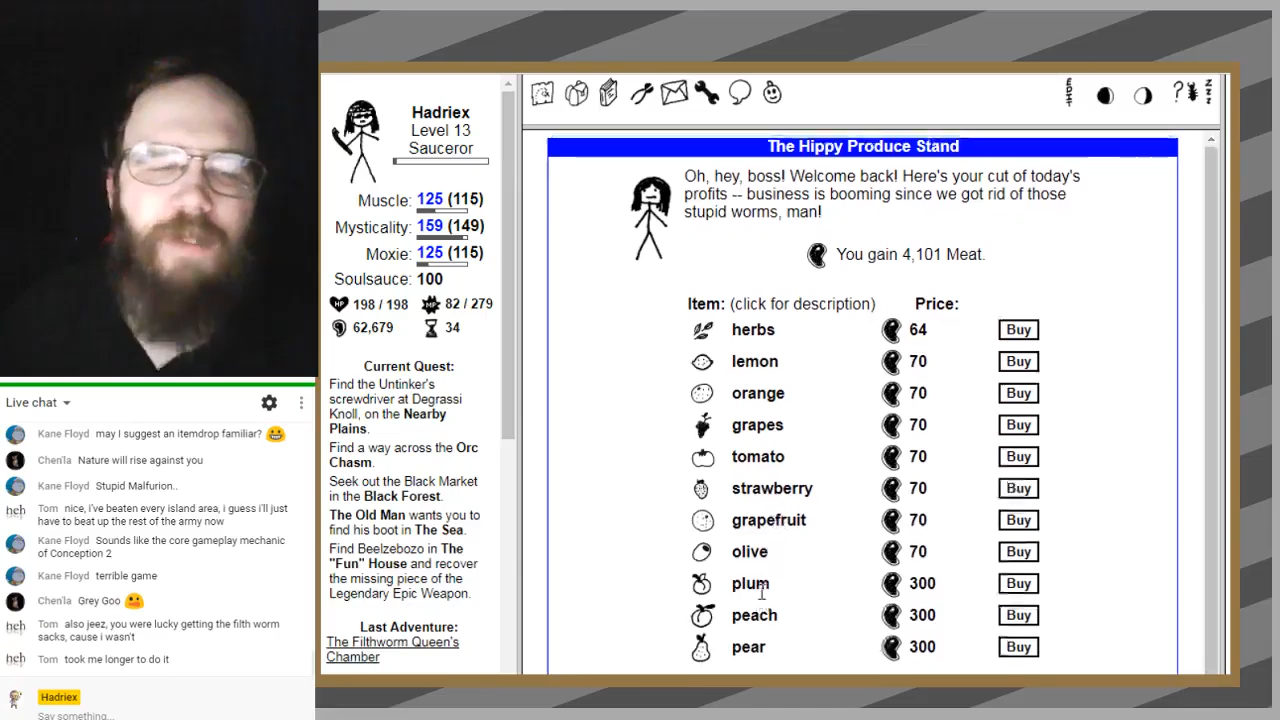 Hadriex
Level 13
Sauceror
Muscle: 125 (115)
Mysticality: 159 (149)
Moxie: 125 (115)
Soulsauce: 100
HP 198 / 198 MP 82 / 279
62,679 34
Current Quest:
Find the Untinker's
screwdriver at Degrassi
Knoll, on the Nearby
Plains.
Find a way across the Orc
Chasm.
Seek out the Black Market
in the Black Forest.
The Old Man wants you to
find his boot in The Sea.
Find Beelzebozo in The
"Fun" House and recover
the missing piece of the
Legendary Epic Weapon.
Last Adventure:
The Filthworm Queen's
Chamber
The Hippy Produce Stand
Oh, hey, boss! Welcome back! Here's your cut of today's
profits -- business is booming since we got rid of those
stupid worms, man!
You gain 4,101 Meat.
Item: (click for description) Price:
herbs 64 Buy
lemon 70 Buy
orange 70 Buy
grapes 70 Buy
tomato 70 Buy
strawberry 70 Buy
grapefruit 70 Buy
olive 70 Buy
plum 300 Buy
peach 300 Buy
pear 300 Buy
Live chat
Kane Floyd may I suggest an itemdrop familiar?
Chen'la Nature will rise against you
Kane Floyd Stupid Malfurion..
heh Tom nice, i've beaten every island area, i guess i'll just
have to beat up the rest of the army now
Kane Floyd Sounds like the core gameplay mechanic
of Conception 2
Kane Floyd terrible game
Chen'la Grey Goo
heh Tom also jeez, you were lucky getting the filth worm
sacks, cause i wasn't
heh Tom took me longer to do it
Hadriex
Say something...